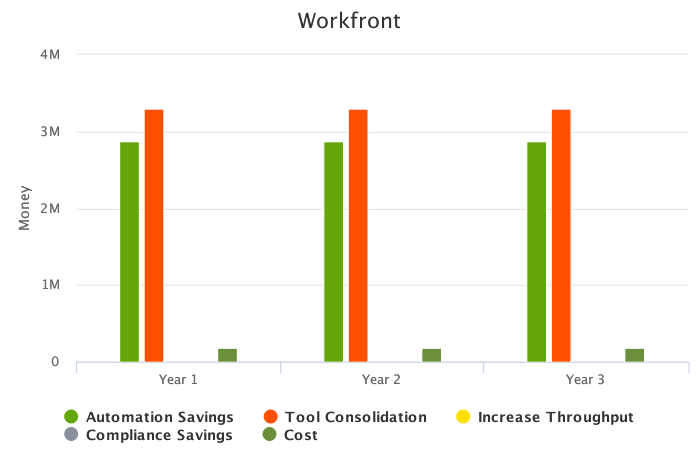 Workfront
4M
3M
2M
1M
0
Money
Year 1
Year 2
Year 3
Automation Savings
Tool Consolidation
Increase Throughput
Compliance Savings
Cost